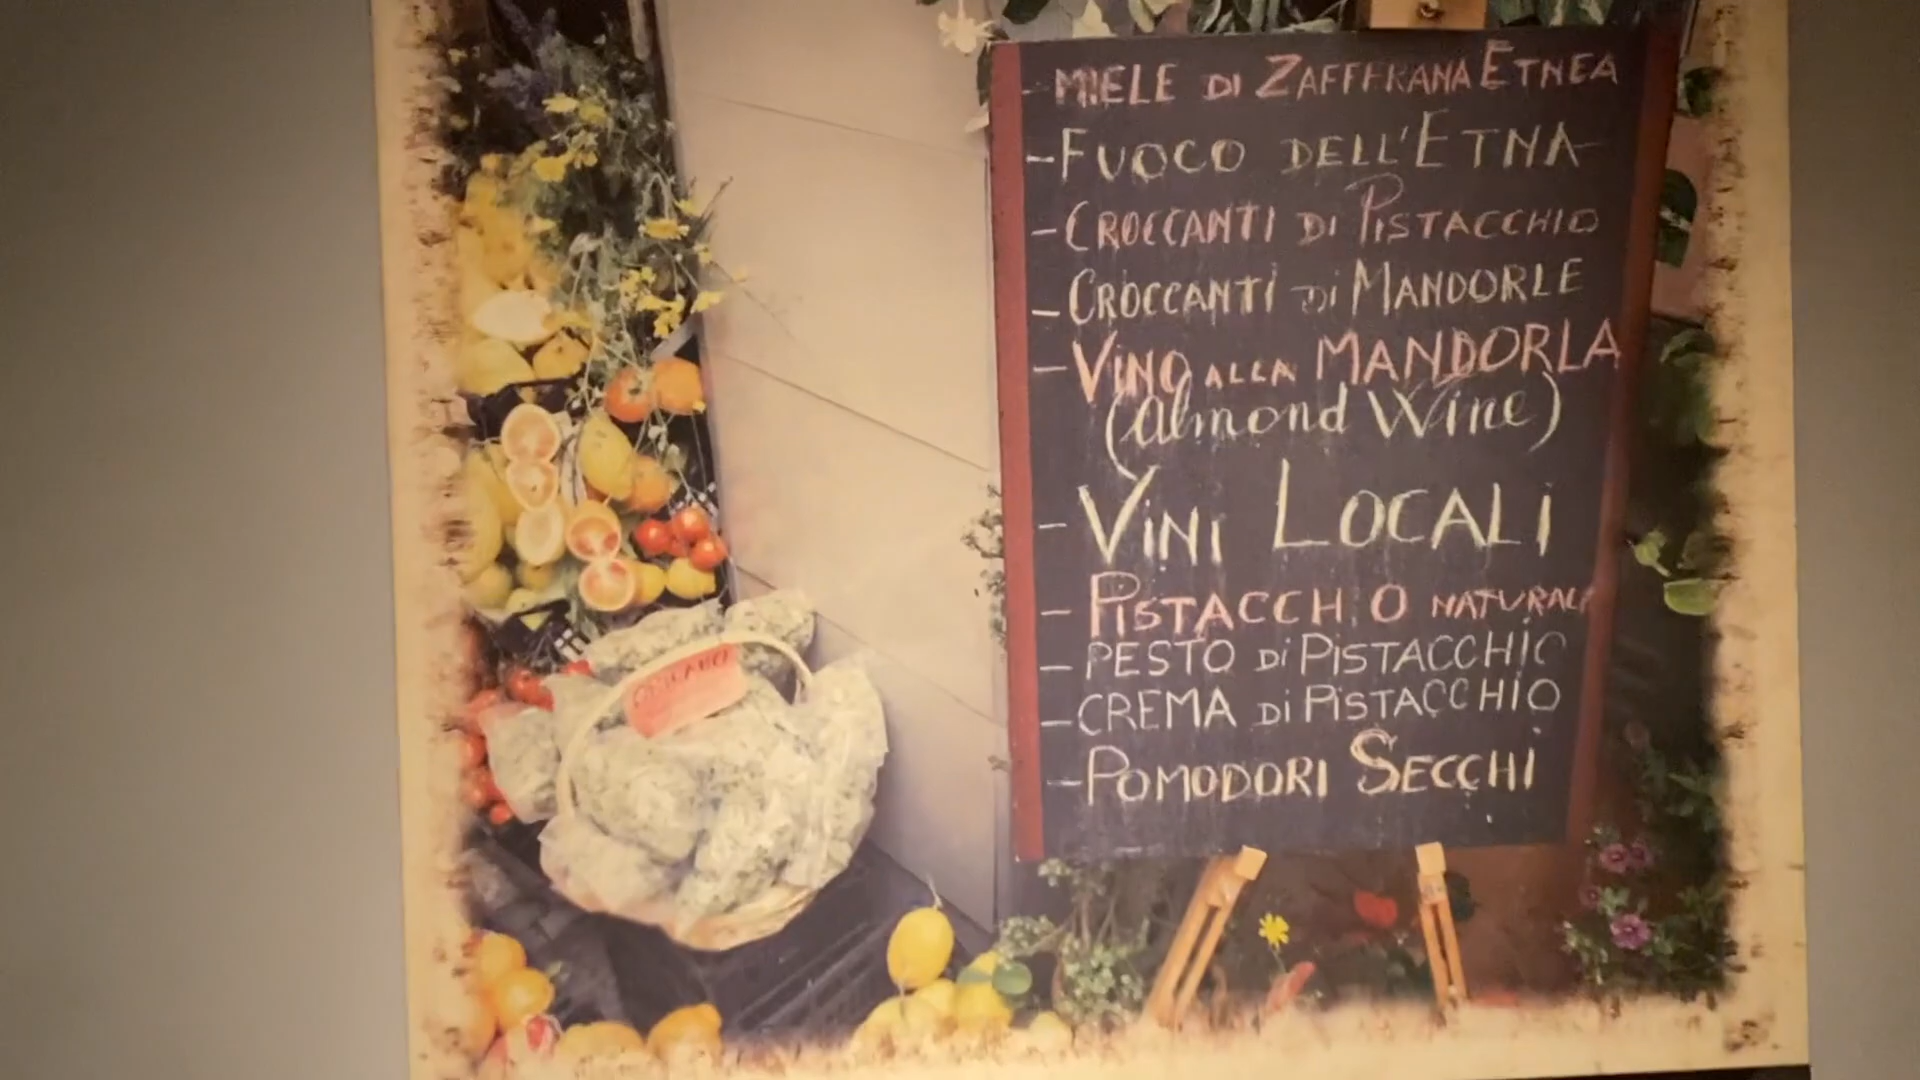 - MIELE DI ZAFFERANA ETNEA
- FUOCO DELL'ETNA
- CROCCANTI DI PISTACCHIO
- CROCCANTI Di MANDORLE
- ViNO ALLA MANDORLA
(Almond Wine)
- ViNi LOCALi
- PiSTACCHiO NATURALE
- PESTO di PiSTACCHIO
- CREMA di PiSTACCHiO
- POMODORI SECCHi
ORIGANO